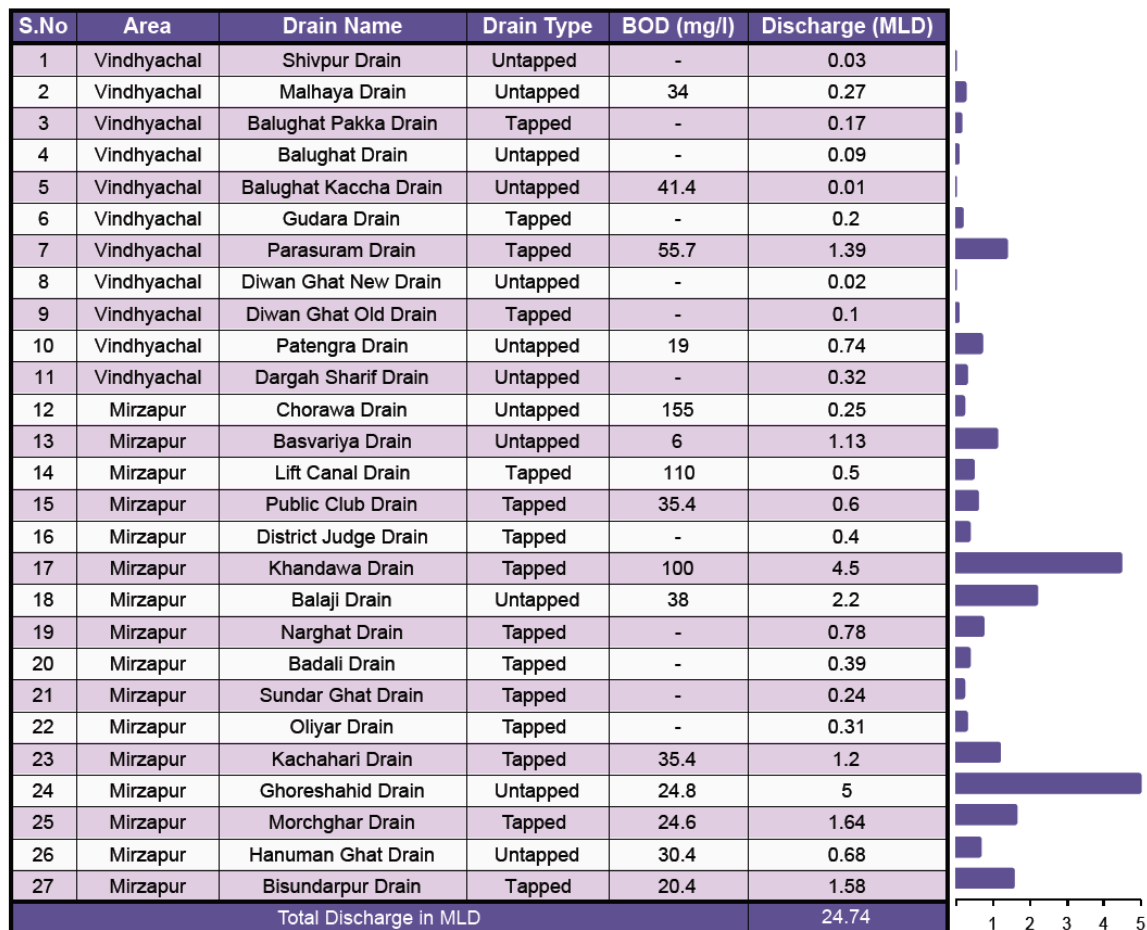 S.No Area Drain Name Drain Type BOD (mg/l) Discharge (MLD)
1 Vindhyachal Shivpur Drain Untapped - 0.03
2 Vindhyachal Malhaya Drain Untapped 34 0.27
3 Vindhyachal Balughat Pakka Drain Tapped - 0.17
4 Vindhyachal Balughat Drain Untapped - 0.09
5 Vindhyachal Balughat Kaccha Drain Untapped 41.4 0.01
6 Vindhyachal Gudara Drain Tapped - 0.2
7 Vindhyachal Parasuram Drain Tapped 55.7 1.39
8 Vindhyachal Diwan Ghat New Drain Untapped - 0.02
9 Vindhyachal Diwan Ghat Old Drain Tapped - 0.1
10 Vindhyachal Patengra Drain Untapped 19 0.74
11 Vindhyachal Dargah Sharif Drain Untapped - 0.32
12 Mirzapur Chorawa Drain Untapped 155 0.25
13 Mirzapur Basvariya Drain Untapped 6 1.13
14 Mirzapur Lift Canal Drain Tapped 110 0.5
15 Mirzapur Public Club Drain Tapped 35.4 0.6
16 Mirzapur District Judge Drain Tapped - 0.4
17 Mirzapur Khandawa Drain Tapped 100 4.5
18 Mirzapur Balaji Drain Untapped 38 2.2
19 Mirzapur Narghat Drain Tapped - 0.78
20 Mirzapur Badali Drain Tapped - 0.39
21 Mirzapur Sundar Ghat Drain Tapped - 0.24
22 Mirzapur Oliyar Drain Tapped - 0.31
23 Mirzapur Kachahari Drain Tapped 35.4 1.2
24 Mirzapur Ghoreshahid Drain Untapped 24.8 5
25 Mirzapur Morchghar Drain Tapped 24.6 1.64
26 Mirzapur Hanuman Ghat Drain Untapped 30.4 0.68
27 Mirzapur Bisundarpur Drain Tapped 20.4 1.58
Total Discharge in MLD 24.74
1 2 3 4 5